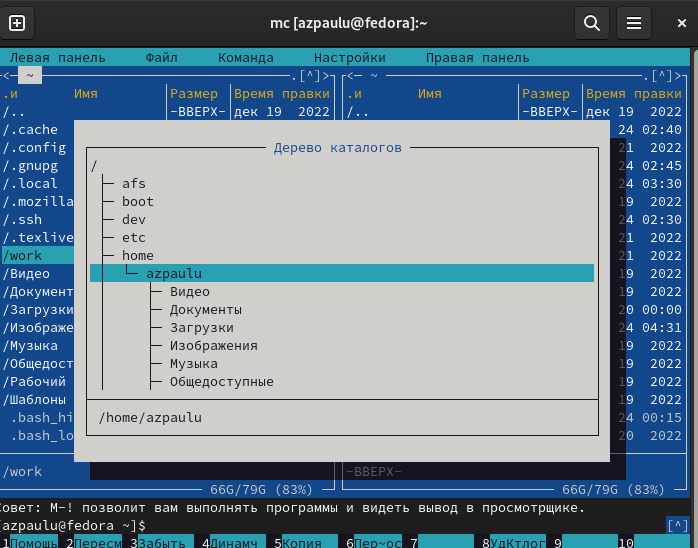 mc [azpaulu@fedora]:~
Левая панель Файл Команда Настройки Правая панель
<─ ~ ─.[^]> <─ ~ ─.[^]>
.и Имя Размер Время правки .и Имя Размер Время правки
/.. -ВВЕРХ- дек 19 2022 /.. -ВВЕРХ- дек 19 2022
/.cache 24 02:40
/.config 21 2022
/.gnupg Дерево каталогов 24 02:45
/.local / 24 03:30
/.mozilla afs 19 2022
/.ssh boot 24 02:30
/.texlive dev 21 2022
/work etc 21 2022
/Видео home 19 2022
/Документ azpaulu 19 2022
/Загрузки Видео 20 00:00
/Изображе Документы 24 04:31
/Музыка Загрузки 19 2022
/Общедост Изображения 19 2022
/Рабочий Музыка 19 2022
/Шаблоны Общедоступные 19 2022
.bash_hi /home/azpaulu 24 00:15
.bash_lo 20 2022
/work -ВВЕРХ-
66G/79G (83%) 66G/79G (83%)
Совет: M-! позволит вам выполнять программы и видеть вывод в просмотрщике.
[azpaulu@fedora ~]$ [^]
1Помощь 2Пересм 3Забыть 4Динамч 5Копия 6Пер~ос 7 8УдКтлог 9 10